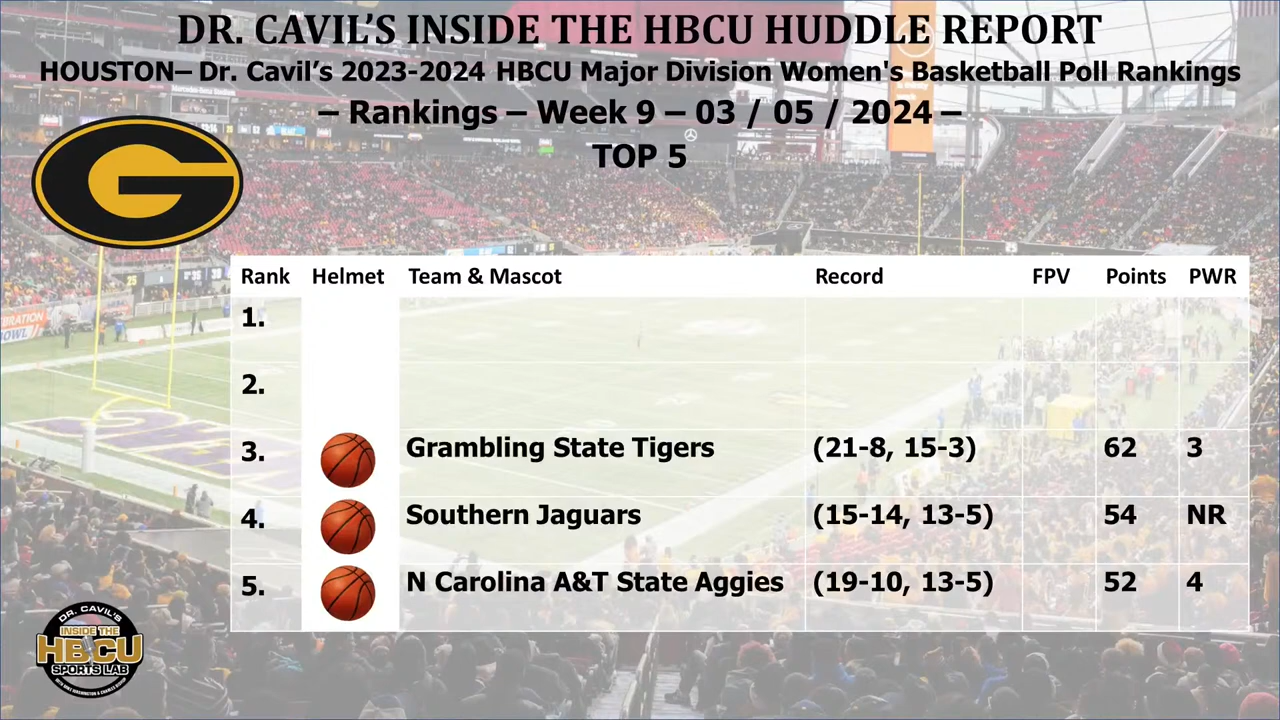 DR. CAVIL’S INSIDE THE HBCU HUDDLE REPORT
HOUSTON– Dr. Cavil’s 2023-2024 HBCU Major Division Women's Basketball Poll Rankings
– Rankings – Week 9 – 03 / 05 / 2024 –
TOP 5
G
Rank Helmet Team & Mascot Record FPV Points PWR
1.
2.
3. Grambling State Tigers (21-8, 15-3) 62 3
4. Southern Jaguars (15-14, 13-5) 54 NR
5. N Carolina A&T State Aggies (19-10, 13-5) 52 4
DR. CAVIL'S
INSIDE THE
HBCU
SPORTS LAB